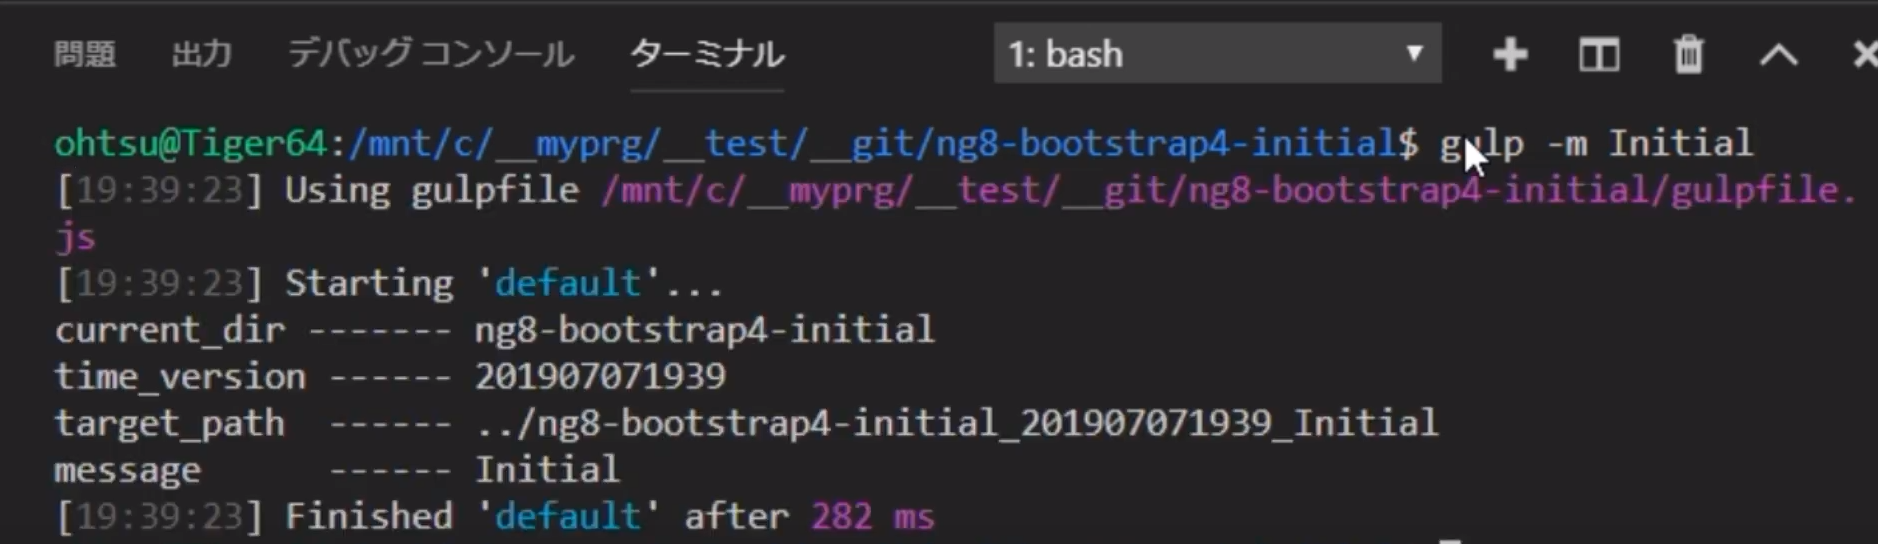 問題 出力 デバッグ コンソール ターミナル 1: bash
ohtsu@Tiger64:/mnt/c/__myprg/__test/__git/ng8-bootstrap4-initial$ gulp -m Initial
[19:39:23] Using gulpfile /mnt/c/__myprg/__test/__git/ng8-bootstrap4-initial/gulpfile.
js
[19:39:23] Starting 'default'...
current_dir ------- ng8-bootstrap4-initial
time_version ------ 201907071939
target_path  ------ ../ng8-bootstrap4-initial_201907071939_Initial
message      ------ Initial
[19:39:23] Finished 'default' after 282 ms